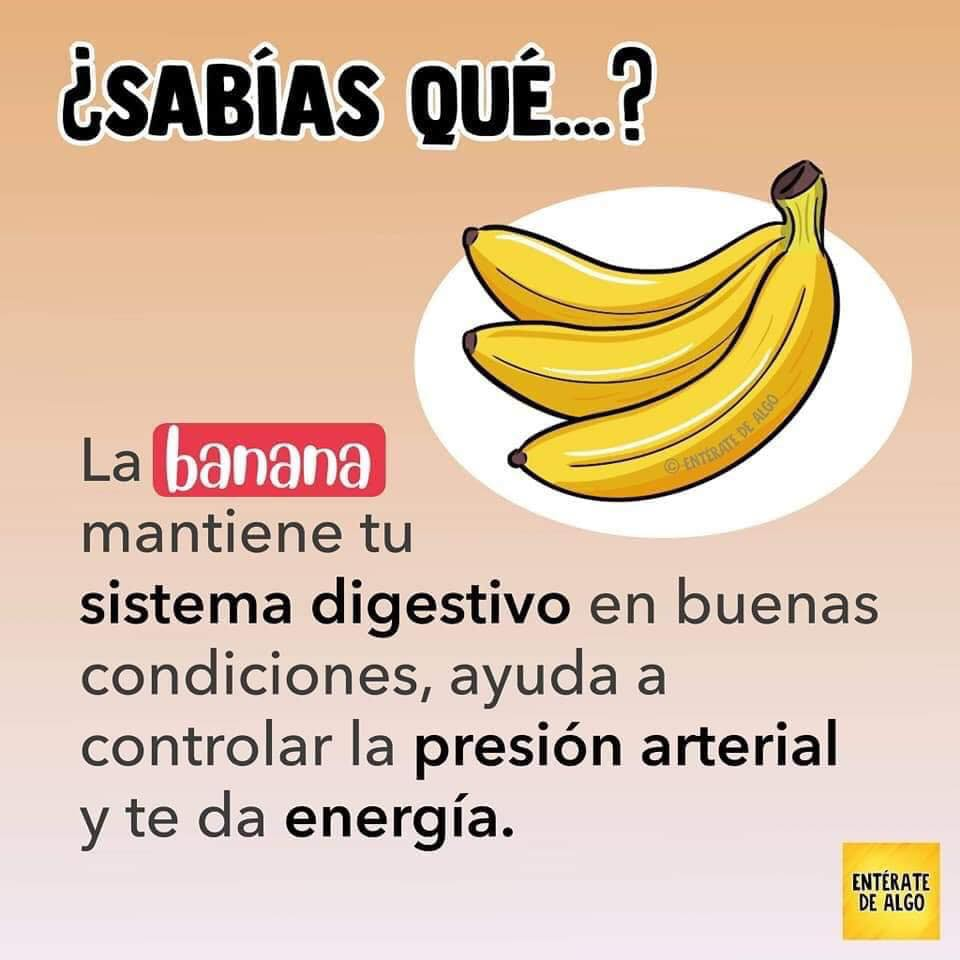 ¿SABÍAS QUÉ...?
© ENTÉRATE DE ALGO
La banana
mantiene tu
sistema digestivo en buenas
condiciones, ayuda a
controlar la presión arterial
y te da energía.
ENTÉRATE
DE ALGO